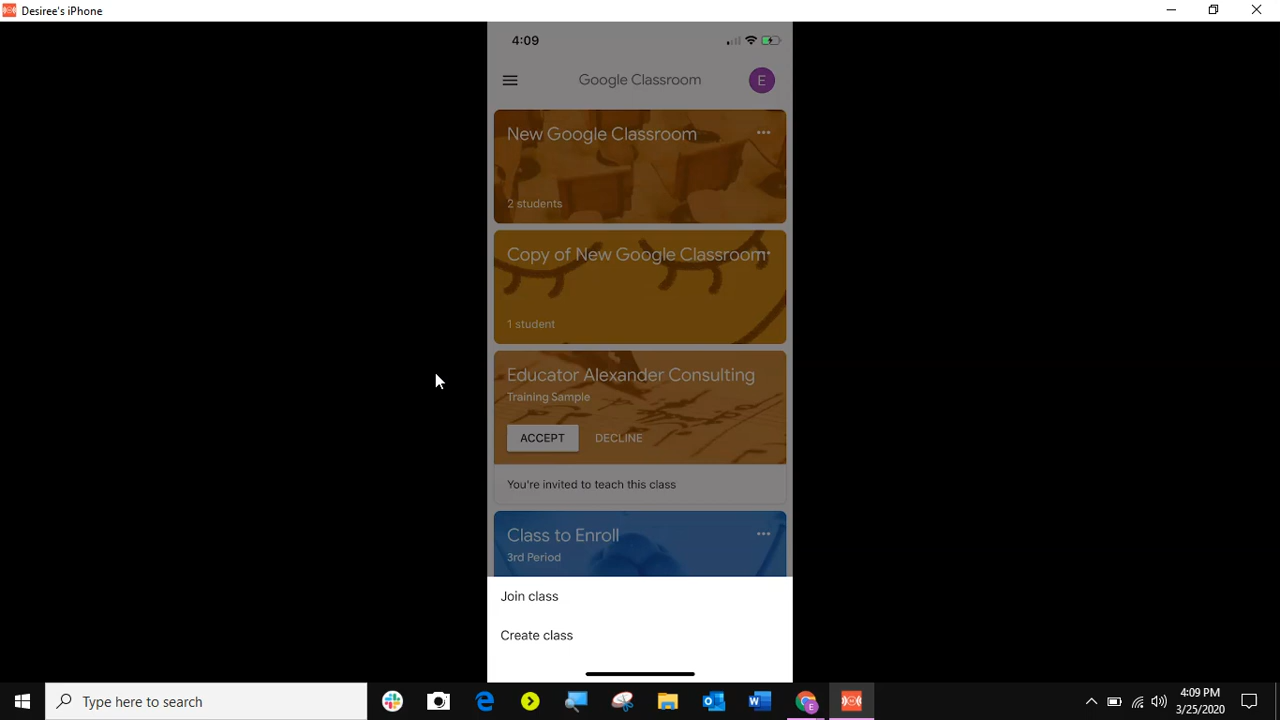 Desiree's iPhone
4:09
Google Classroom
E
New Google Classroom
2 students
Copy of New Google Classroom
1 student
Educator Alexander Consulting
Training Sample
ACCEPT
DECLINE
You're invited to teach this class
Class to Enroll
3rd Period
Join class
Create class
Type here to search
4:09 PM
3/25/2020